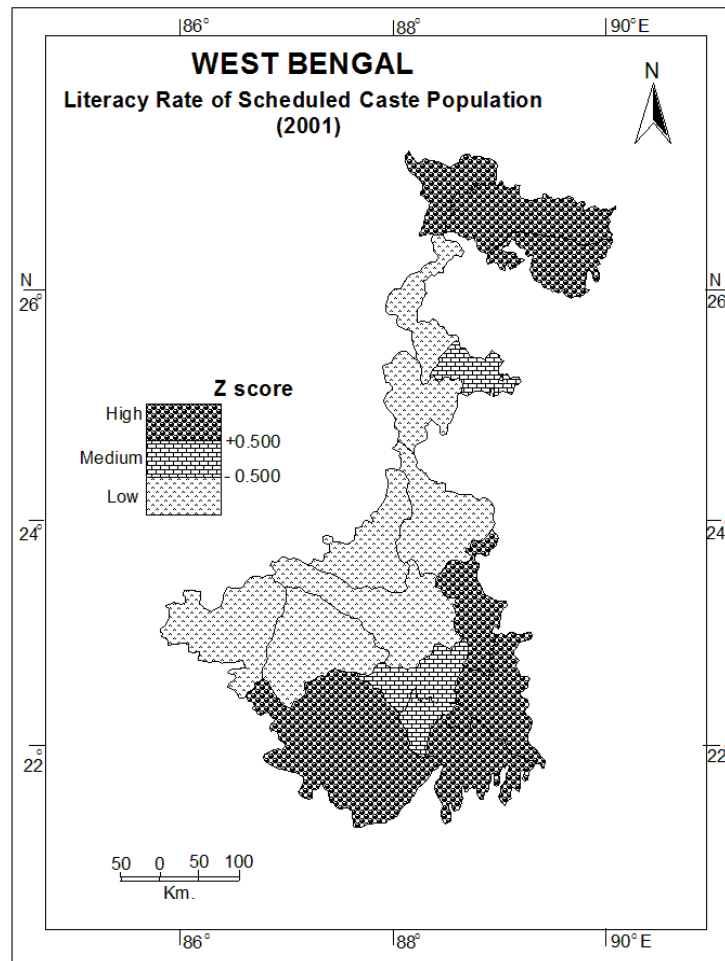 86° 88° 90°E
WEST BENGAL
Literacy Rate of Scheduled Caste Population
(2001)
N
N
26°
N
26
Z score
High
+0.500
Medium
- 0.500
Low
24°
24
22°
22
50 0 50 100
Km.
86° 88° 90°E